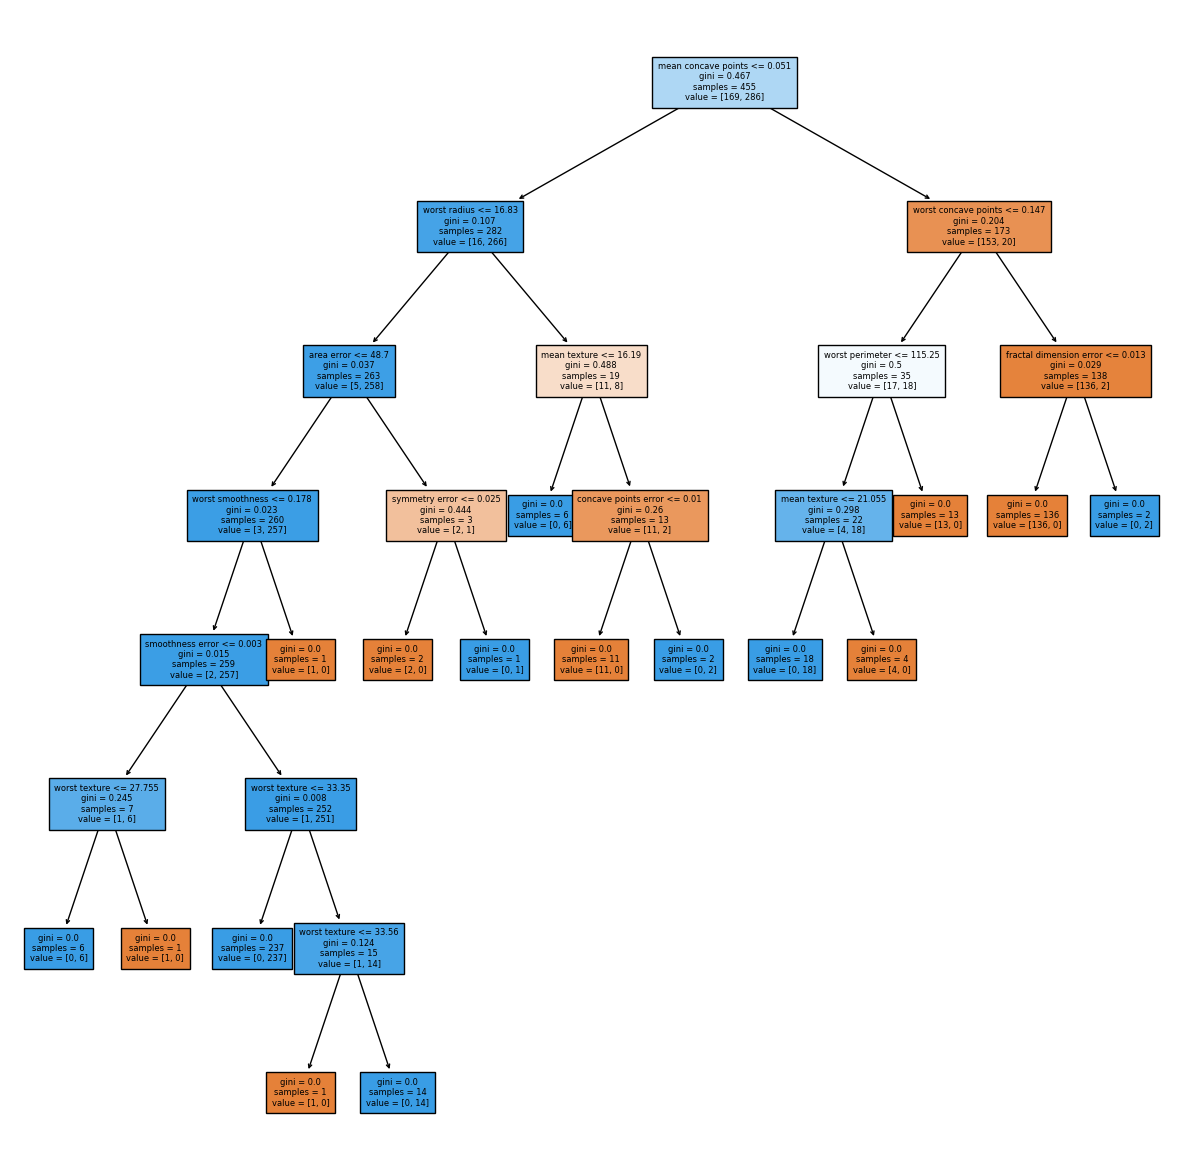 mean concave points <= 0.051
gini = 0.467
samples = 455
value = [169, 286]
worst radius <= 16.83
gini = 0.107
samples = 282
value = [16, 266]
worst concave points <= 0.147
gini = 0.204
samples = 173
value = [153, 20]
area error <= 48.7
gini = 0.037
samples = 263
value = [5, 258]
mean texture <= 16.19
gini = 0.488
samples = 19
value = [11, 8]
worst perimeter <= 115.25
gini = 0.5
samples = 35
value = [17, 18]
fractal dimension error <= 0.013
gini = 0.029
samples = 138
value = [136, 2]
worst smoothness <= 0.178
gini = 0.023
samples = 260
value = [3, 257]
symmetry error <= 0.025
gini = 0.444
samples = 3
value = [2, 1]
gini = 0.0
samples = 6
value = [0, 6]
concave points error <= 0.01
gini = 0.26
samples = 13
value = [11, 2]
mean texture <= 21.055
gini = 0.298
samples = 22
value = [4, 18]
gini = 0.0
samples = 13
value = [13, 0]
gini = 0.0
samples = 136
value = [136, 0]
gini = 0.0
samples = 2
value = [0, 2]
smoothness error <= 0.003
gini = 0.015
samples = 259
value = [2, 257]
gini = 0.0
samples = 1
value = [1, 0]
gini = 0.0
samples = 2
value = [2, 0]
gini = 0.0
samples = 1
value = [0, 1]
gini = 0.0
samples = 11
value = [11, 0]
gini = 0.0
samples = 2
value = [0, 2]
gini = 0.0
samples = 18
value = [0, 18]
gini = 0.0
samples = 4
value = [4, 0]
worst texture <= 27.755
gini = 0.245
samples = 7
value = [1, 6]
worst texture <= 33.35
gini = 0.008
samples = 252
value = [1, 251]
gini = 0.0
samples = 6
value = [0, 6]
gini = 0.0
samples = 1
value = [1, 0]
gini = 0.0
samples = 237
value = [0, 237]
worst texture <= 33.56
gini = 0.124
samples = 15
value = [1, 14]
gini = 0.0
samples = 1
value = [1, 0]
gini = 0.0
samples = 14
value = [0, 14]